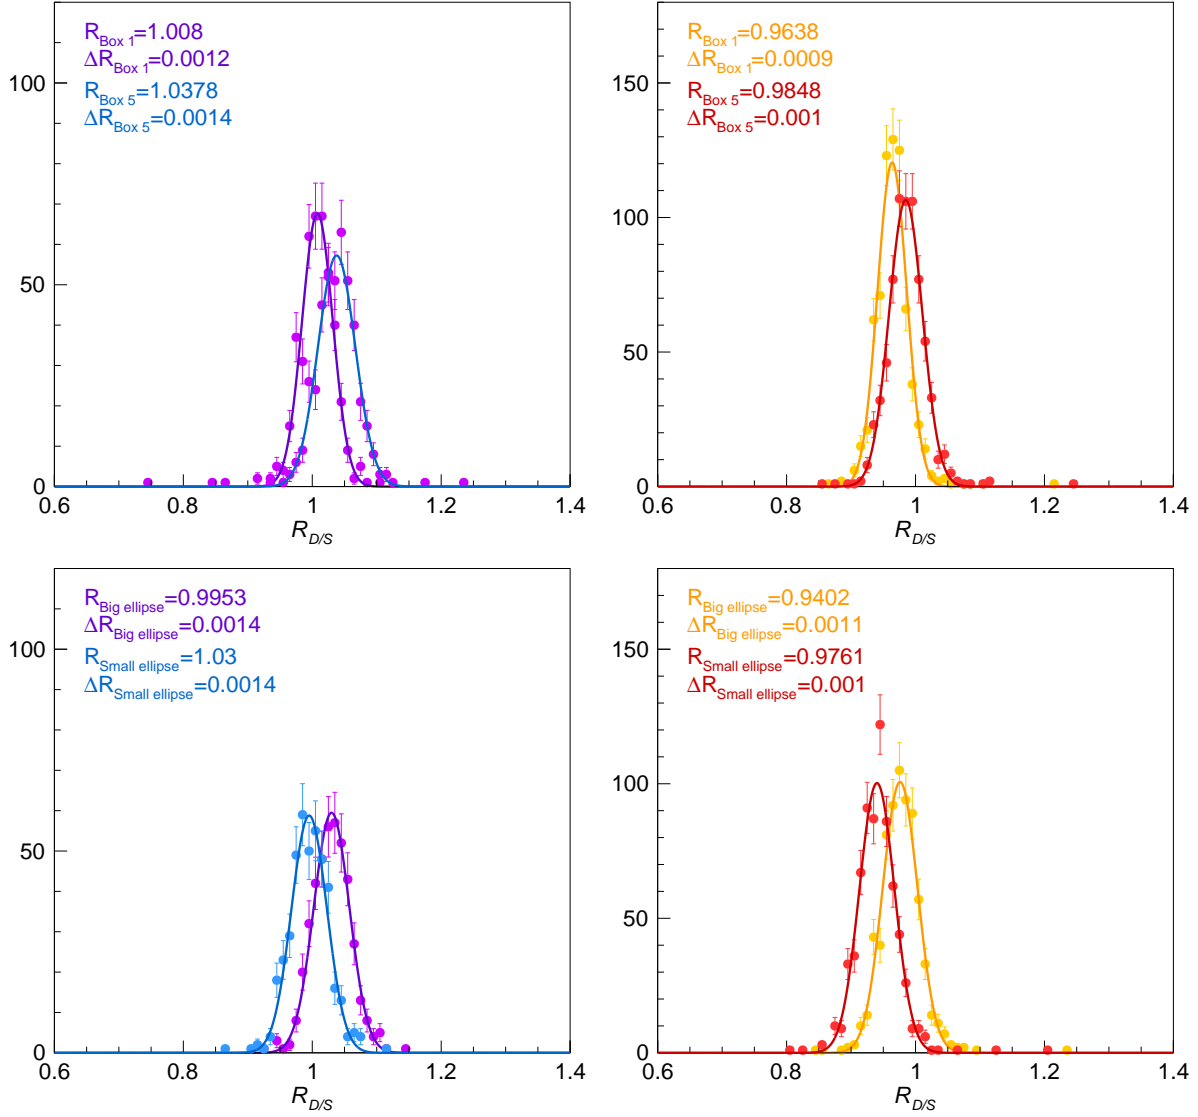 R_Box 1=1.008
ΔR_Box 1=0.0012
R_Box 5=1.0378
ΔR_Box 5=0.0014
100
50
0
0.6 0.8 1 1.2 1.4
R_D/S
R_Box 1=0.9638
ΔR_Box 1=0.0009
R_Box 5=0.9848
ΔR_Box 5=0.001
150
100
50
0
0.6 0.8 1 1.2 1.4
R_D/S
R_Big ellipse=0.9953
ΔR_Big ellipse=0.0014
R_Small ellipse=1.03
ΔR_Small ellipse=0.0014
100
50
0
0.6 0.8 1 1.2 1.4
R_D/S
R_Big ellipse=0.9402
ΔR_Big ellipse=0.0011
R_Small ellipse=0.9761
ΔR_Small ellipse=0.001
150
100
50
0
0.6 0.8 1 1.2 1.4
R_D/S